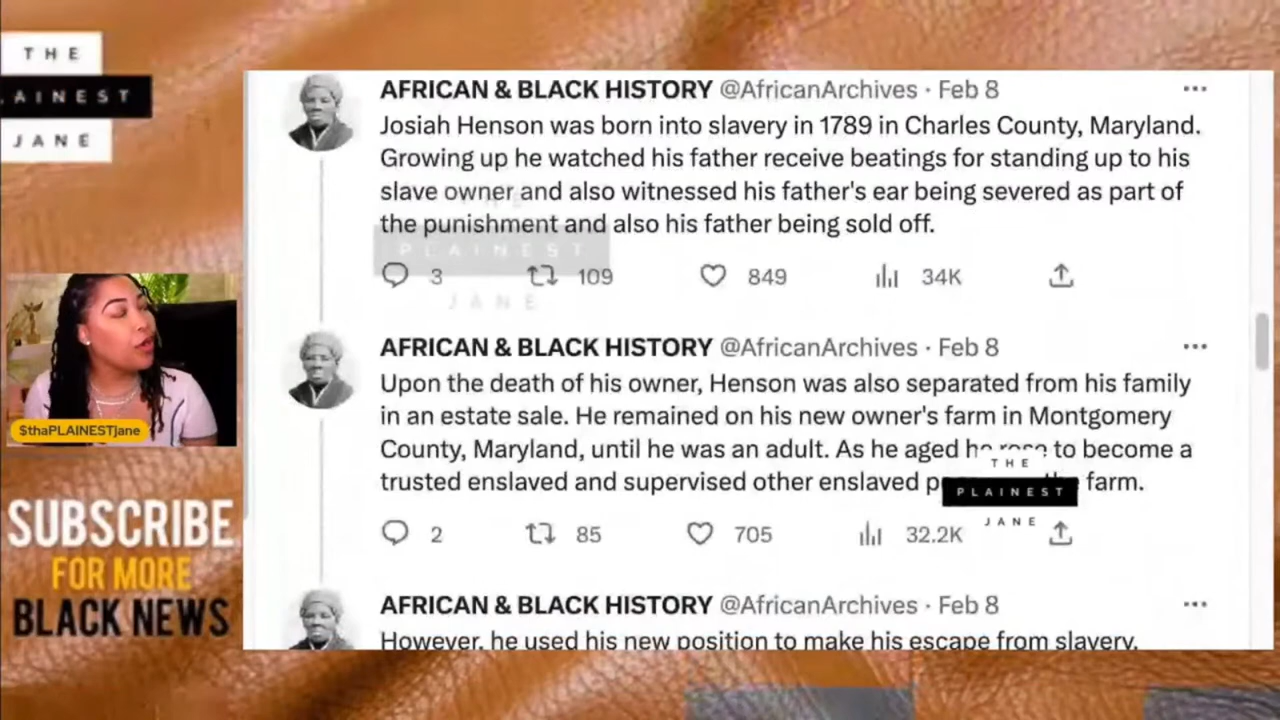 THE
LAINEST
JANE
AFRICAN & BLACK HISTORY @AfricanArchives · Feb 8
Josiah Henson was born into slavery in 1789 in Charles County, Maryland.
Growing up he watched his father receive beatings for standing up to his
slave owner and also witnessed his father's ear being severed as part of
the punishment and also his father being sold off.
THE
PLAINEST
JANE
3 109 849 34K
AFRICAN & BLACK HISTORY @AfricanArchives · Feb 8
Upon the death of his owner, Henson was also separated from his family
in an estate sale. He remained on his new owner's farm in Montgomery
County, Maryland, until he was an adult. As he aged he rose to become a
trusted enslaved and supervised other enslaved farm.
THE
PLAINEST
JANE
2 85 705 32.2K
AFRICAN & BLACK HISTORY @AfricanArchives · Feb 8
However, he used his new position to make his escape from slavery.
$thaPLAINESTjane
SUBSCRIBE
FOR MORE
BLACK NEWS